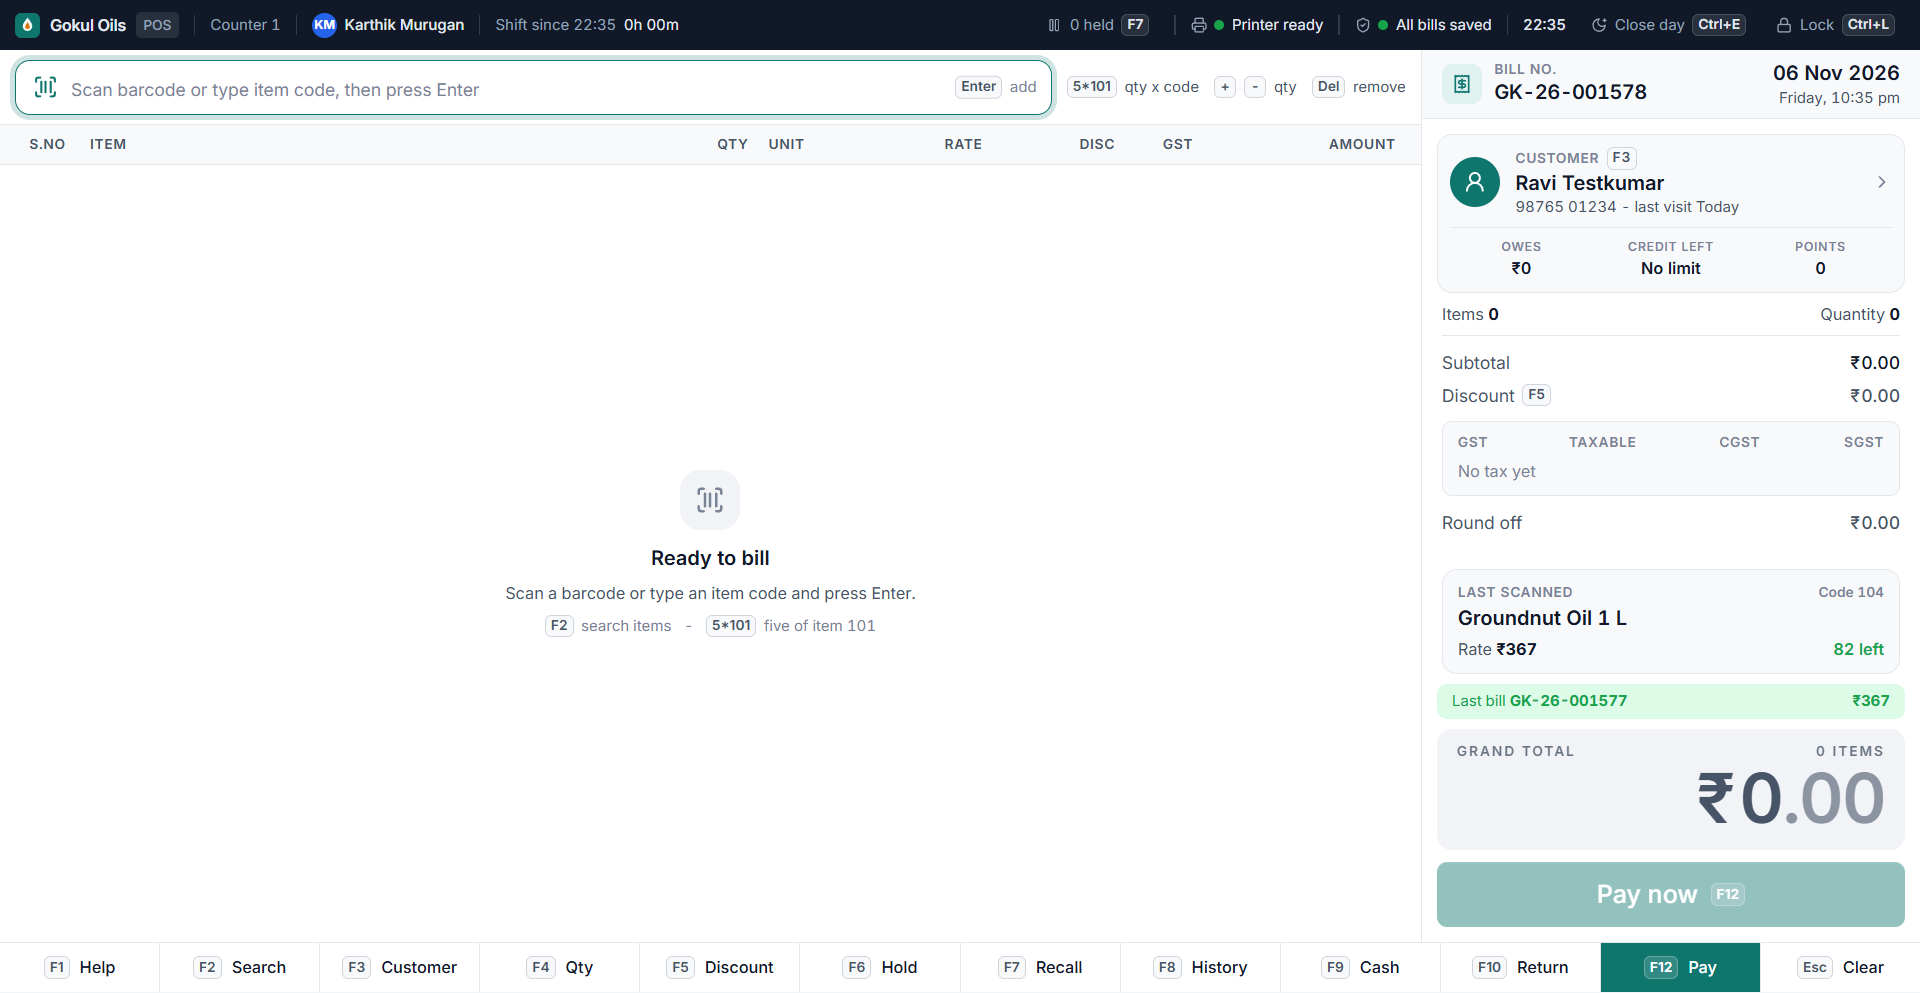 Gokul Oils POS Counter 1 KM Karthik Murugan Shift since 22:35 0h 00m 0 held F7 Printer ready All bills saved 22:35 Close day Ctrl+E Lock Ctrl+L
Scan barcode or type item code, then press Enter Enter add 5*101 qty x code + - qty Del remove
S.NO ITEM QTY UNIT RATE DISC GST AMOUNT
Ready to bill
Scan a barcode or type an item code and press Enter.
F2 search items - 5*101 five of item 101
BILL NO.
GK-26-001578
06 Nov 2026
Friday, 10:35 pm
CUSTOMER F3
Ravi Testkumar
98765 01234 - last visit Today
OWES CREDIT LEFT POINTS
₹0 No limit 0
Items 0 Quantity 0
Subtotal ₹0.00
Discount F5 ₹0.00
GST TAXABLE CGST SGST
No tax yet
Round off ₹0.00
LAST SCANNED Code 104
Groundnut Oil 1 L
Rate ₹367 82 left
Last bill GK-26-001577 ₹367
GRAND TOTAL 0 ITEMS
₹0.00
Pay now F12
F1 Help F2 Search F3 Customer F4 Qty F5 Discount F6 Hold F7 Recall F8 History F9 Cash F10 Return F12 Pay Esc Clear